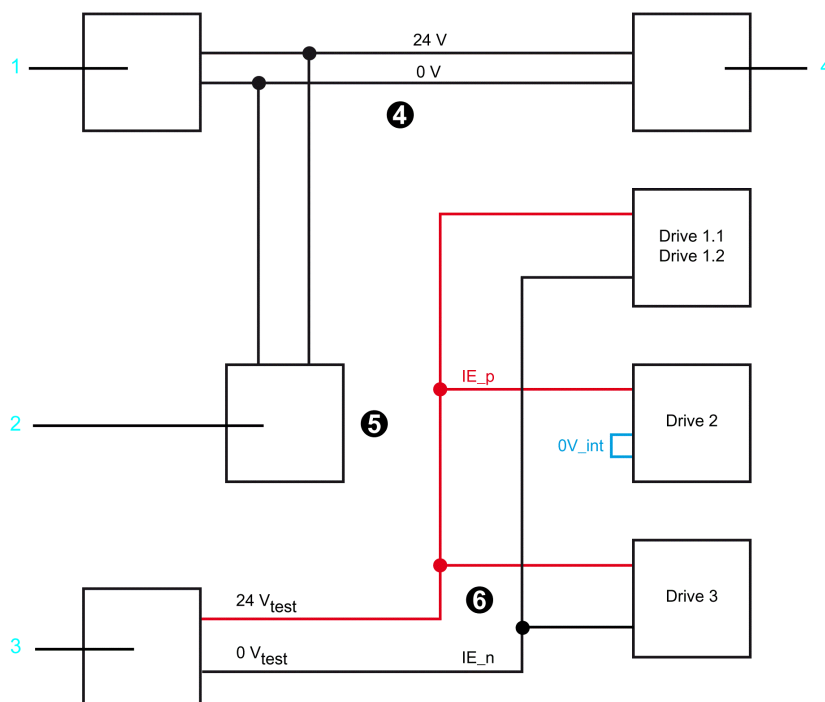 24 V
1
4
0 V
❹
Drive 1.1
Drive 1.2
IE_p
2
❺
Drive 2
0V_int
24 Vtest
❻
Drive 3
3
0 Vtest
IE_n